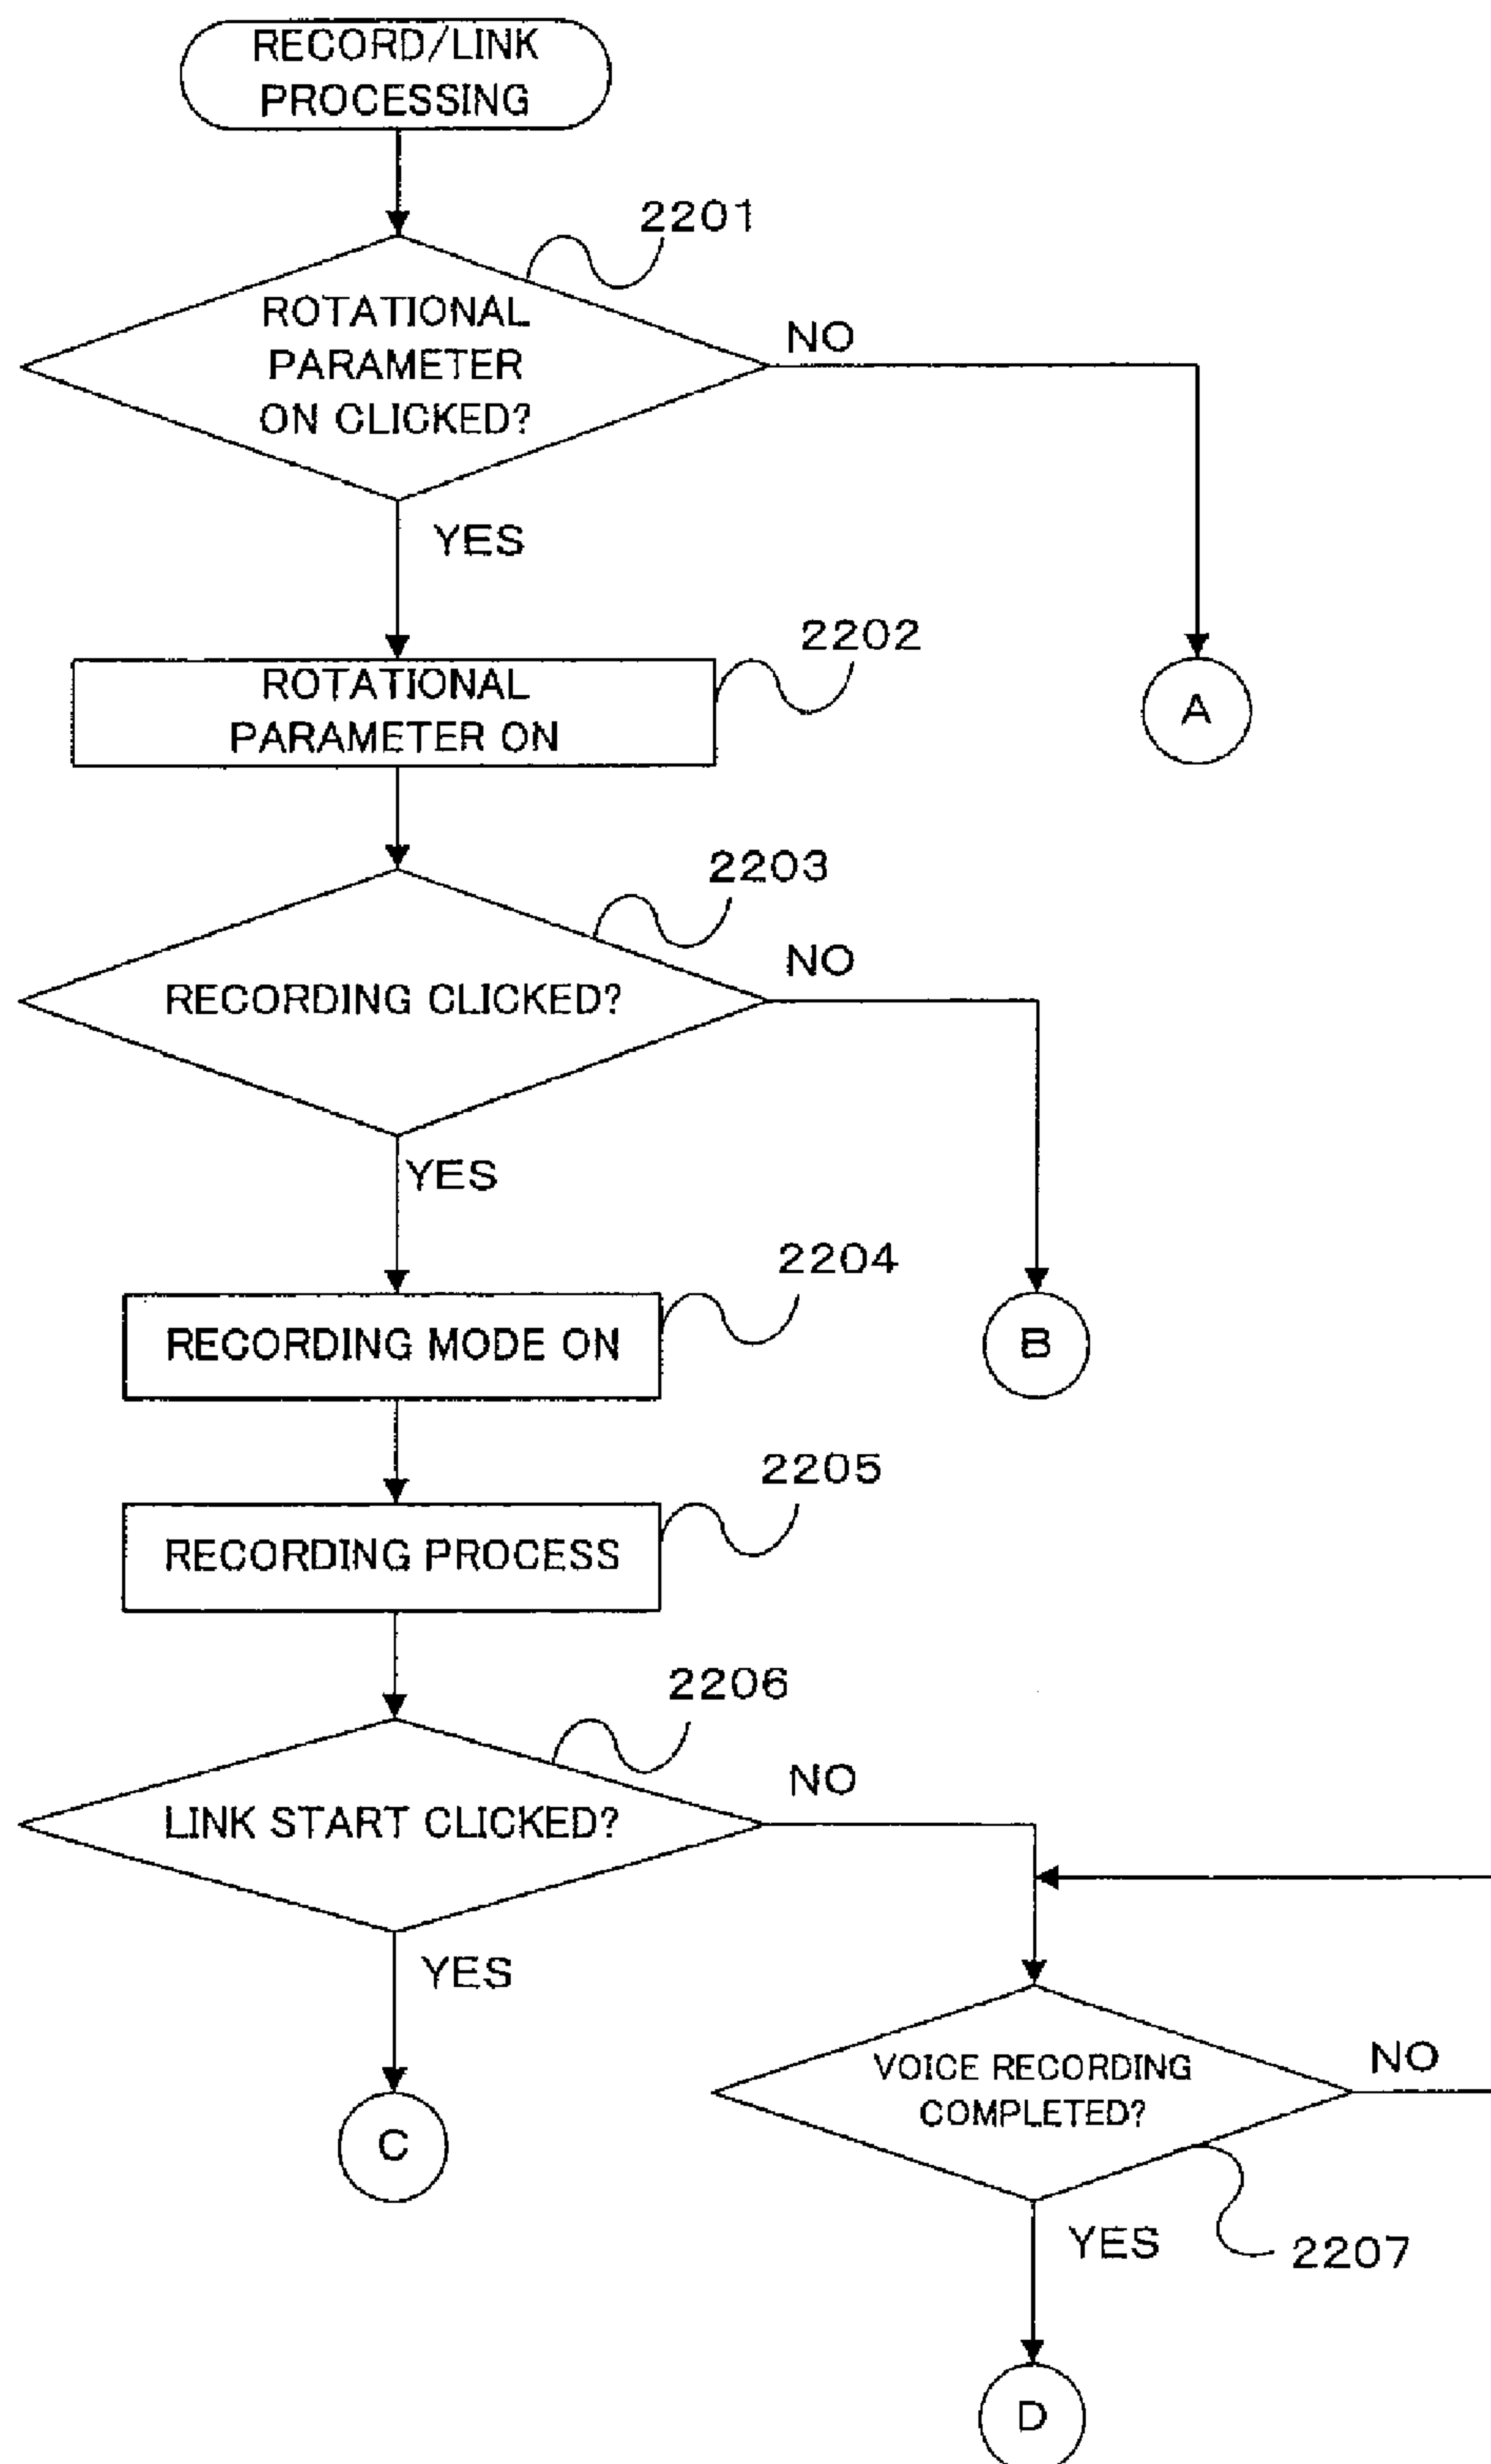 RECORD/LINK
PROCESSING
2201
ROTATIONAL
PARAMETER
ON CLICKED?
NO
YES
2202
ROTATIONAL
PARAMETER ON
A
2203
RECORDING CLICKED?
NO
YES
2204
RECORDING MODE ON
B
2205
RECORDING PROCESS
2206
LINK START CLICKED?
NO
YES
VOICE RECORDING
COMPLETED?
NO
C
YES
2207
D